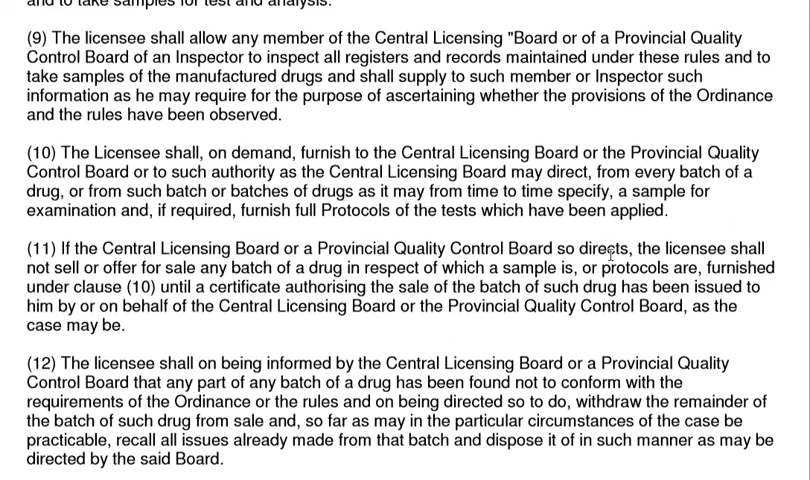 and to take samples for test and analysis.
(9) The licensee shall allow any member of the Central Licensing "Board or of a Provincial Quality
Control Board of an Inspector to inspect all registers and records maintained under these rules and to
take samples of the manufactured drugs and shall supply to such member or Inspector such
information as he may require for the purpose of ascertaining whether the provisions of the Ordinance
and the rules have been observed.
(10) The Licensee shall, on demand, furnish to the Central Licensing Board or the Provincial Quality
Control Board or to such authority as the Central Licensing Board may direct, from every batch of a
drug, or from such batch or batches of drugs as it may from time to time specify, a sample for
examination and, if required, furnish full Protocols of the tests which have been applied.
(11) If the Central Licensing Board or a Provincial Quality Control Board so directs, the licensee shall
not sell or offer for sale any batch of a drug in respect of which a sample is, or protocols are, furnished
under clause (10) until a certificate authorising the sale of the batch of such drug has been issued to
him by or on behalf of the Central Licensing Board or the Provincial Quality Control Board, as the
case may be.
(12) The licensee shall on being informed by the Central Licensing Board or a Provincial Quality
Control Board that any part of any batch of a drug has been found not to conform with the
requirements of the Ordinance or the rules and on being directed so to do, withdraw the remainder of
the batch of such drug from sale and, so far as may in the particular circumstances of the case be
practicable, recall all issues already made from that batch and dispose it of in such manner as may be
directed by the said Board.